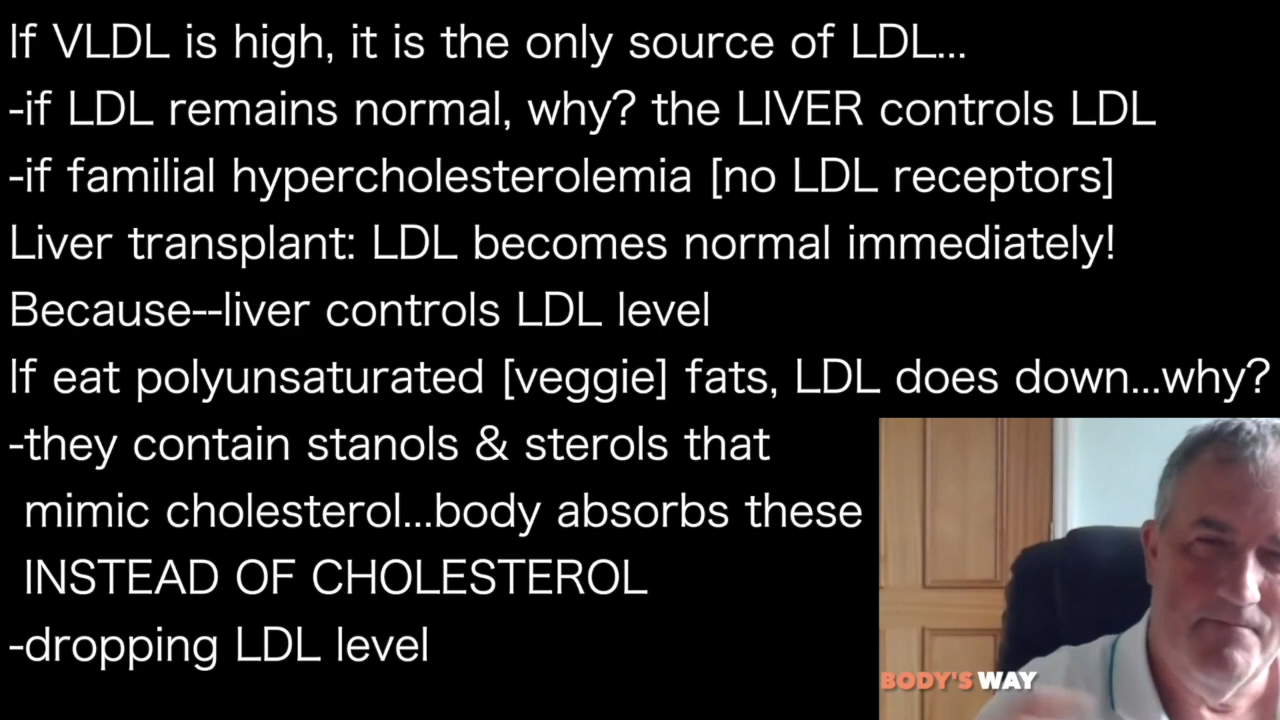 If VLDL is high, it is the only source of LDL...
-if LDL remains normal, why? the LIVER controls LDL
-if familial hypercholesterolemia [no LDL receptors]
Liver transplant: LDL becomes normal immediately!
Because--liver controls LDL level
If eat polyunsaturated [veggie] fats, LDL does down...why?
-they contain stanols & sterols that
mimic cholesterol...body absorbs these
INSTEAD OF CHOLESTEROL
-dropping LDL level
BODY'S WAY